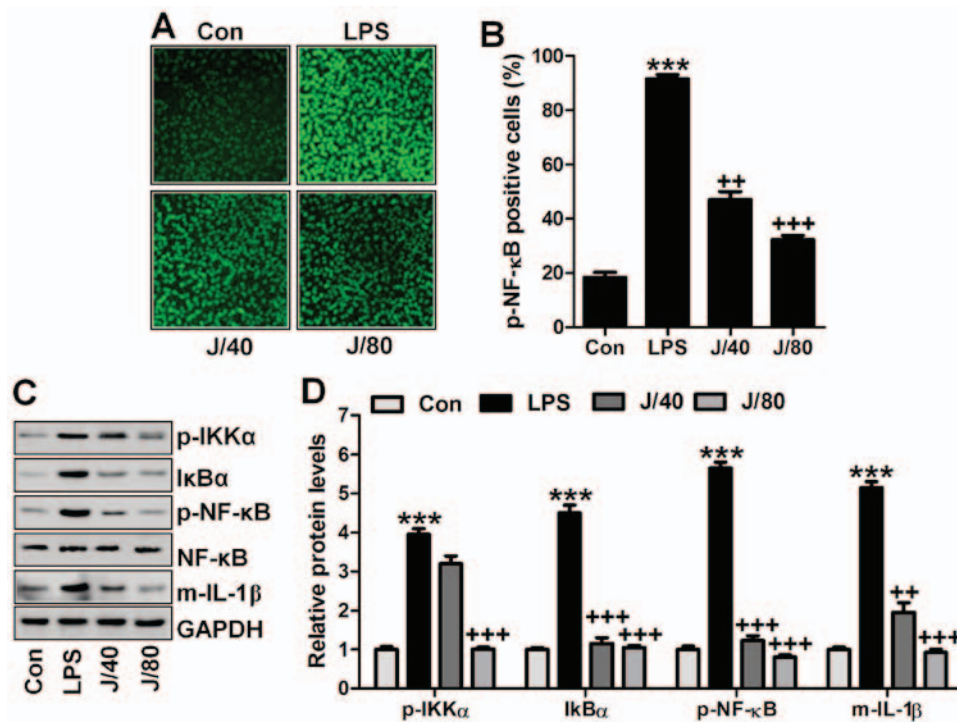 A
Con LPS
J/40 J/80
B
p-NF-κB positive cells (%)
100
80
60
40
20
0
***
++
+++
Con LPS J/40 J/80
C
p-IKKα
IκBα
p-NF-κB
NF-κB
m-IL-1β
GAPDH
Con LPS J/40 J/80
D
Con LPS J/40 J/80
Relative protein levels
7
6
5
4
3
2
1
0
*** +++
*** +++ +++
*** +++ +++
*** ++ +++
p-IKKα IkBα p-NF-κB m-IL-1β